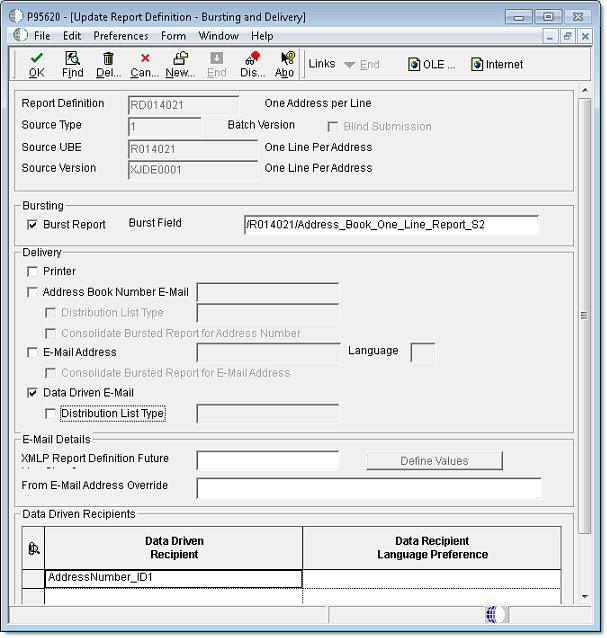 P95620 - [Update Report Definition - Bursting and Delivery]
File Edit Preferences Form Window Help
OK Find Del... Can... New... End Dis... Abo Links End OLE ... Internet
Report Definition RD014021 One Address per Line
Source Type 1 Batch Version Blind Submission
Source UBE R014021 One Line Per Address
Source Version XJDE0001 One Line Per Address
Bursting
Burst Report Burst Field /R014021/Address_Book_One_Line_Report_S2
Delivery
Printer
Address Book Number E-Mail
Distribution List Type
Consolidate Bursted Report for Address Number
E-Mail Address Language
Consolidate Bursted Report for E-Mail Address
Data Driven E-Mail
Distribution List Type
E-Mail Details
XMLP Report Definition Future
Define Values
From E-Mail Address Override
Data Driven Recipients
Data Driven Recipient
Data Recipient Language Preference
AddressNumber_ID1